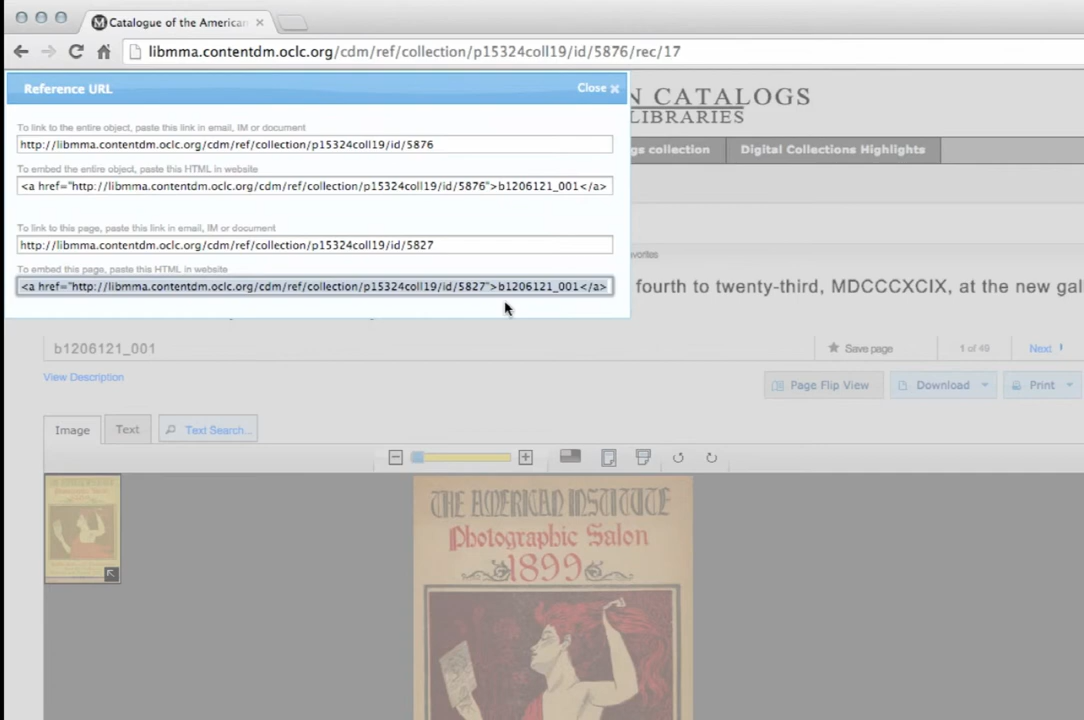 Catalogue of the American
libmma.contentdm.oclc.org/cdm/ref/collection/p15324coll19/id/5876/rec/17
Reference URL
Close
N CATALOGS
LIBRARIES
To link to the entire object, paste this link in email, IM or document
http://libmma.contentdm.oclc.org/cdm/ref/collection/p15324coll19/id/5876
gs collection
Digital Collections Highlights
To embed the entire object, paste this HTML in website
<a href="http://libmma.contentdm.oclc.org/cdm/ref/collection/p15324coll19/id/5876">b1206121_001</a>
To link to this page, paste this link in email, IM or document
http://libmma.contentdm.oclc.org/cdm/ref/collection/p15324coll19/id/5827
vorites
To embed this page, paste this HTML in website
<a href="http://libmma.contentdm.oclc.org/cdm/ref/collection/p15324coll19/id/5827">b1206121_001</a>
fourth to twenty-third, MDCCCXCIX, at the new gal
b1206121_001
Save page
1 of 49
Next
View Description
Page Flip View
Download
Print
Image
Text
Text Search...
THE AMERICAN INSTITUTE
Photographic Salon
1899